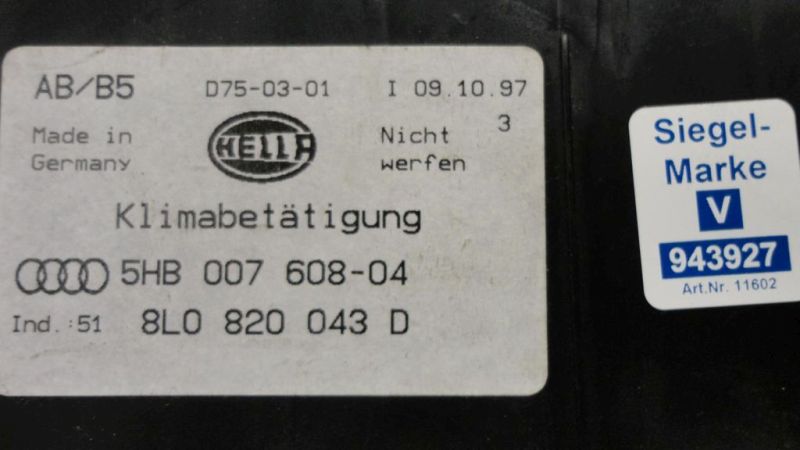 AB/B5 D75-03-01 I 09.10.97
3
Made in
Germany
HELLA
Nicht
werfen
Klimabetätigung
5HB 007 608-04
Ind.:51 8L0 820 043 D
Siegel-
Marke
V
943927
Art.Nr. 11602